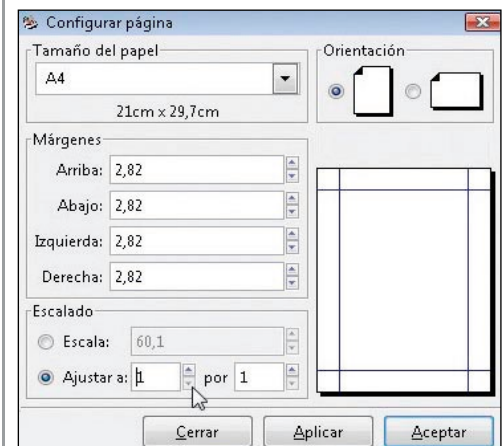 Configurar página
Tamaño del papel
A4
21cm x 29,7cm
Orientación
Márgenes
Arriba: 2,82
Abajo: 2,82
Izquierda: 2,82
Derecha: 2,82
Escalado
Escala: 60,1
Ajustar a: 1 por 1
Cerrar Aplicar Aceptar